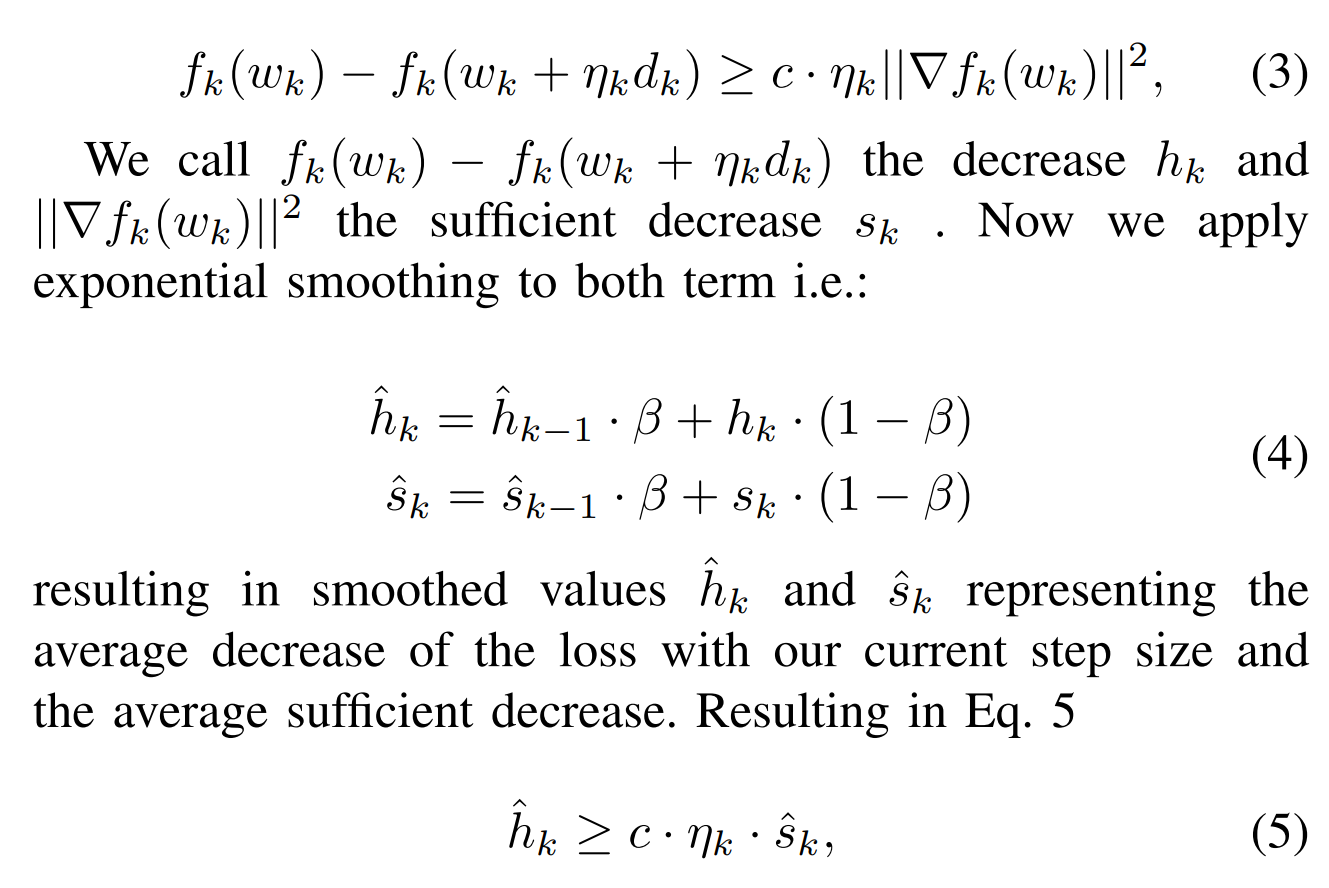 f_k(w_k) − f_k(w_k + η_k d_k) ≥ c · η_k||∇f_k(w_k)||², (3)
We call f_k(w_k) − f_k(w_k + η_k d_k) the decrease h_k and
||∇f_k(w_k)||² the sufficient decrease s_k . Now we apply
exponential smoothing to both term i.e.:
ĥ_k = ĥ_{k−1} · β + h_k · (1 − β)
ŝ_k = ŝ_{k−1} · β + s_k · (1 − β)
(4)
resulting in smoothed values ĥ_k and ŝ_k representing the
average decrease of the loss with our current step size and
the average sufficient decrease. Resulting in Eq. 5
ĥ_k ≥ c · η_k · ŝ_k, (5)